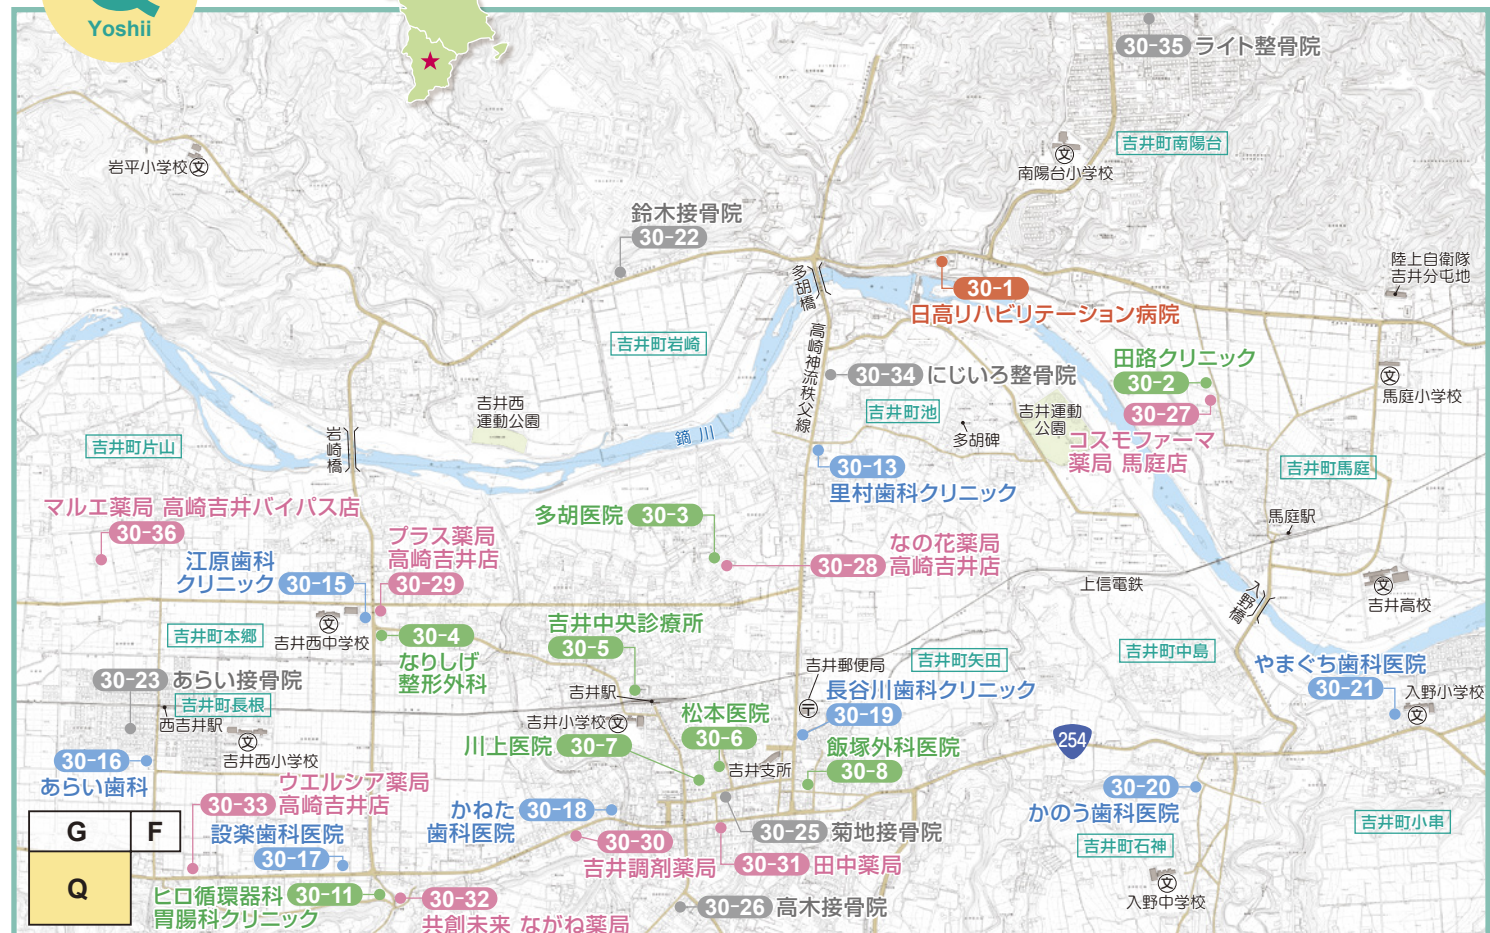 Yoshii
30-35 ライト整骨院
吉井町南陽台
岩平小学校 文
文
南陽台小学校
鈴木接骨院
30-22
多胡橋
陸上自衛隊
吉井分屯地
30-1
日高リハビリテーション病院
高崎神流秩父線
吉井町岩崎
田路クリニック
30-2
30-34 にじいろ整骨院
文
馬庭小学校
30-27
コスモファーマ
薬局 馬庭店
吉井西
運動公園
吉井町池
吉井運動
公園
多胡碑
鏑川
岩崎橋
吉井町片山
吉井町馬庭
30-13
里村歯科クリニック
マルエ薬局 高崎吉井バイパス店
30-36
多胡医院 30-3
馬庭駅
プラス薬局
高崎吉井店
30-29
なの花薬局
30-28 高崎吉井店
江原歯科
クリニック 30-15
上信電鉄
文
吉井高校
入野橋
文
吉井西中学校
吉井町本郷
30-4
なりしげ
整形外科
吉井中央診療所
30-5
吉井町矢田
吉井町中島
吉井郵便局
やまぐち歯科医院
30-21
30-23 あらい接骨院
吉井町長根
西吉井駅
吉井駅
長谷川歯科クリニック
30-19
入野小学校
文
松本医院
30-6
吉井小学校 文
川上医院 30-7
254
飯塚外科医院
30-8
吉井支所
文
吉井西小学校
30-16
あらい歯科
ウエルシア薬局
30-33 高崎吉井店
30-20
かのう歯科医院
かねた 30-18
歯科医院
吉井町小串
G F
Q
設楽歯科医院
30-17
30-25 菊地接骨院
30-30
吉井調剤薬局
30-31 田中薬局
吉井町石神
文
入野中学校
ヒロ循環器科 30-11
胃腸科クリニック
30-32
共創未来 ながね薬局
30-26 高木接骨院